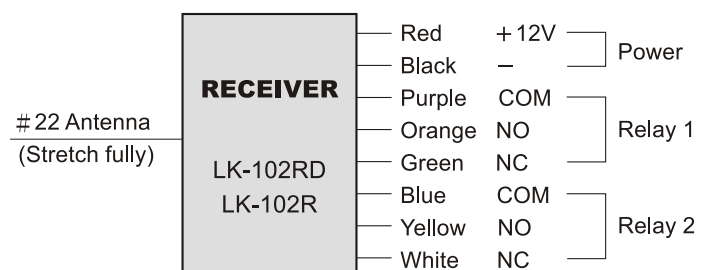 Red +12V
Black – Power
RECEIVER
Purple COM
#22 Antenna
Orange NO Relay 1
(Stretch fully)
Green NC
LK-102RD
Blue COM
LK-102R
Yellow NO Relay 2
White NC